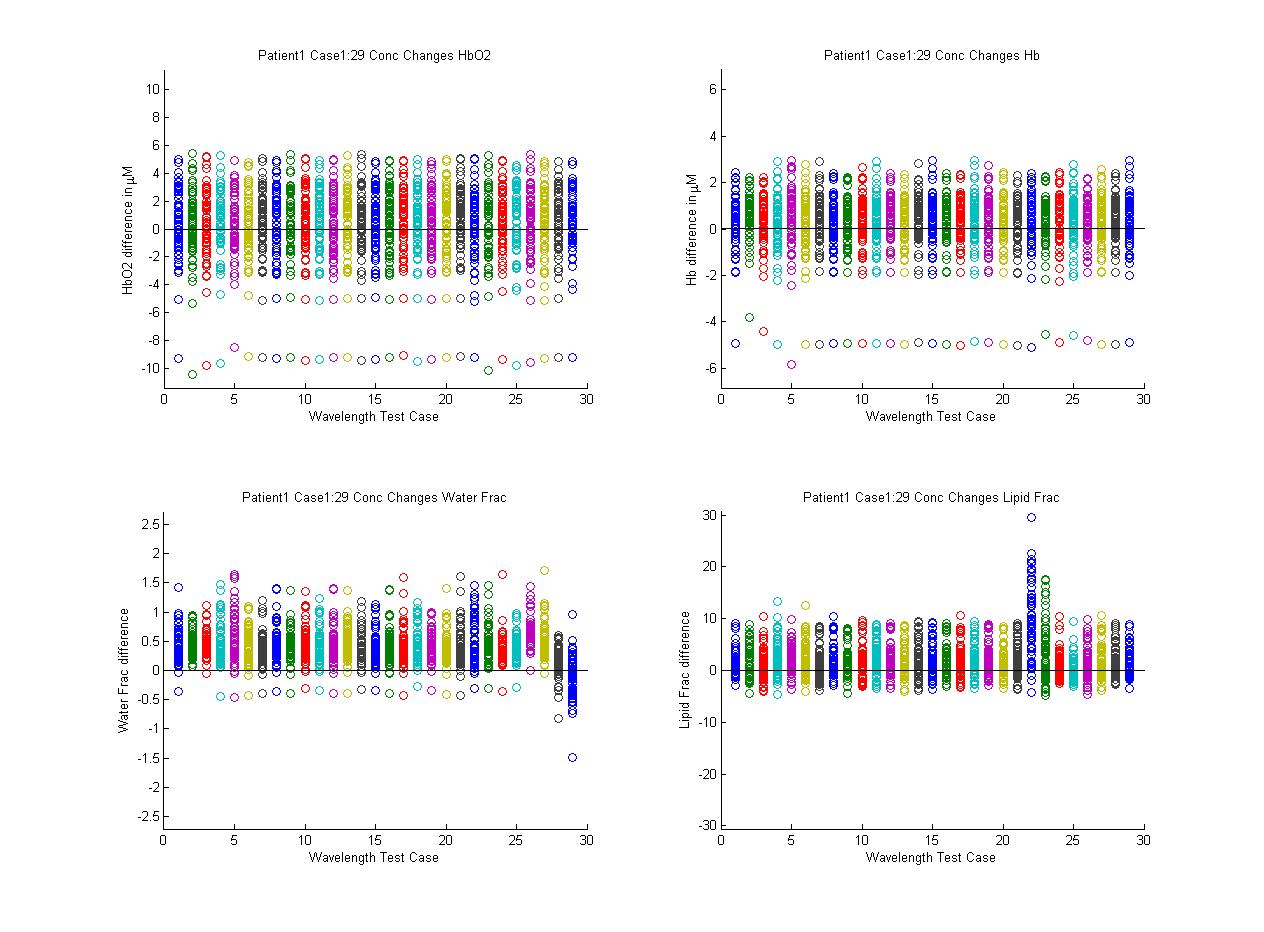 Patient1 Case1:29 Conc Changes HbO2
HbO2 difference in μM
10
8
6
4
2
0
-2
-4
-6
-8
-10
0 5 10 15 20 25 30
Wavelength Test Case
Patient1 Case1:29 Conc Changes Hb
Hb difference in μM
6
4
2
0
-2
-4
-6
0 5 10 15 20 25 30
Wavelength Test Case
Patient1 Case1:29 Conc Changes Water Frac
Water Frac difference
2.5
2
1.5
1
0.5
0
-0.5
-1
-1.5
-2
-2.5
0 5 10 15 20 25 30
Wavelength Test Case
Patient1 Case1:29 Conc Changes Lipid Frac
Lipid Frac difference
30
20
10
0
-10
-20
-30
0 5 10 15 20 25 30
Wavelength Test Case